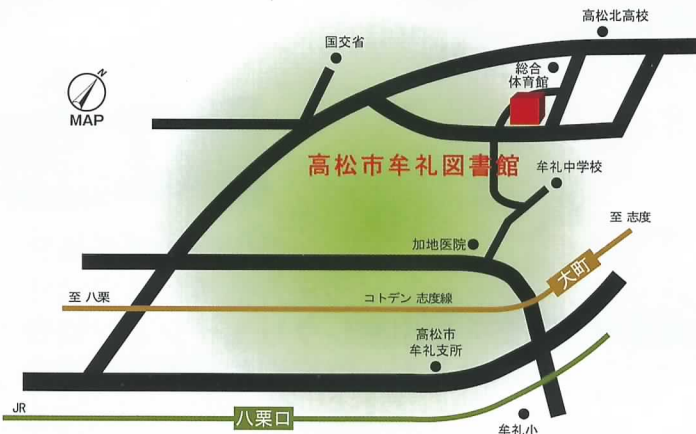 高松北高校
国交省
総合
体育館
N
MAP
高松市牟礼図書館
牟礼中学校
至 志度
加地医院
大町
至 八栗
コトデン 志度線
高松市
牟礼支所
JR
八栗口
牟礼小